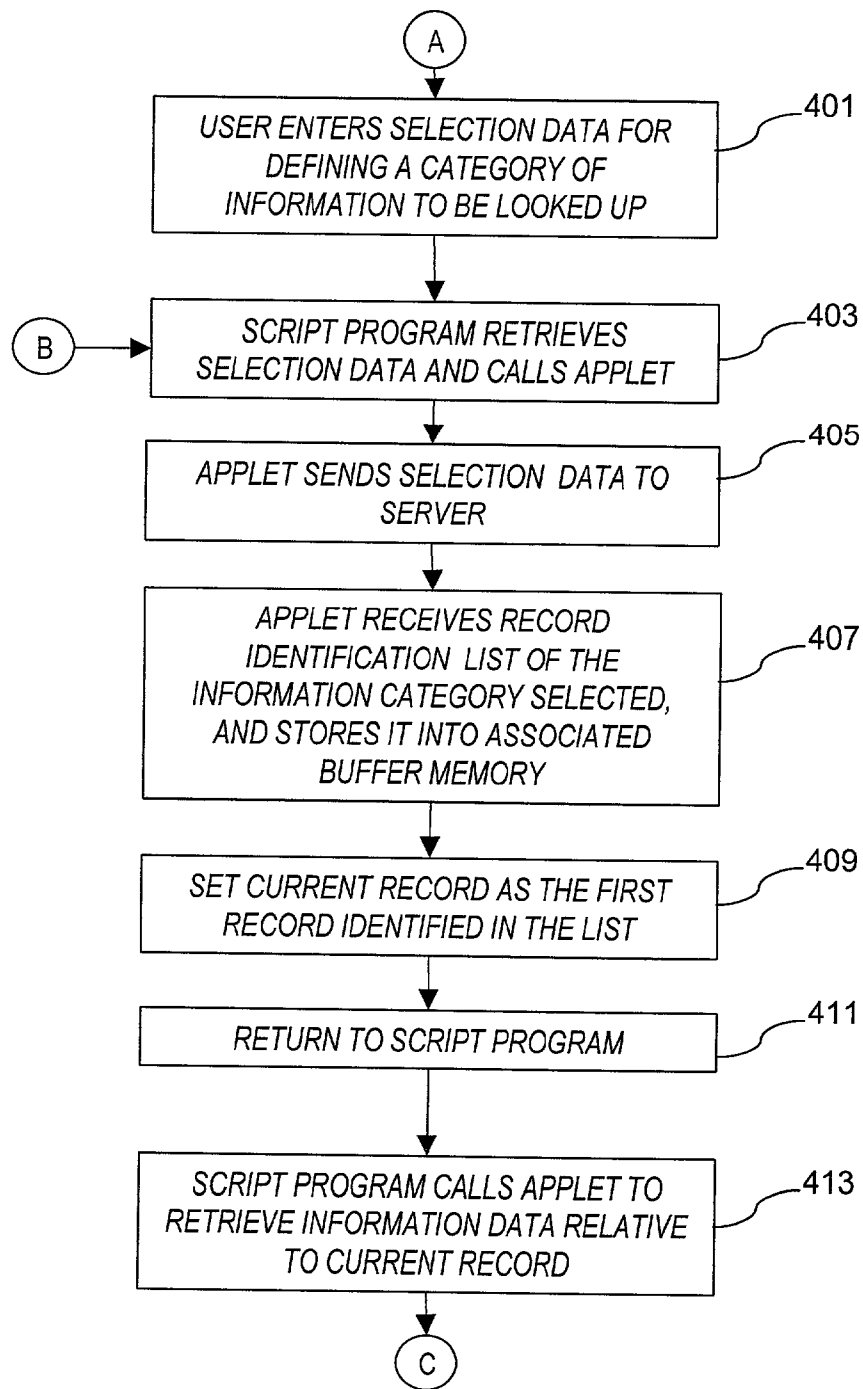 A
USER ENTERS SELECTION DATA FOR
DEFINING A CATEGORY OF
INFORMATION TO BE LOOKED UP
401
B
SCRIPT PROGRAM RETRIEVES
SELECTION DATA AND CALLS APPLET
403
APPLET SENDS SELECTION DATA TO
SERVER
405
APPLET RECEIVES RECORD
IDENTIFICATION LIST OF THE
INFORMATION CATEGORY SELECTED,
AND STORES IT INTO ASSOCIATED
BUFFER MEMORY
407
SET CURRENT RECORD AS THE FIRST
RECORD IDENTIFIED IN THE LIST
409
RETURN TO SCRIPT PROGRAM
411
SCRIPT PROGRAM CALLS APPLET TO
RETRIEVE INFORMATION DATA RELATIVE
TO CURRENT RECORD
413
C